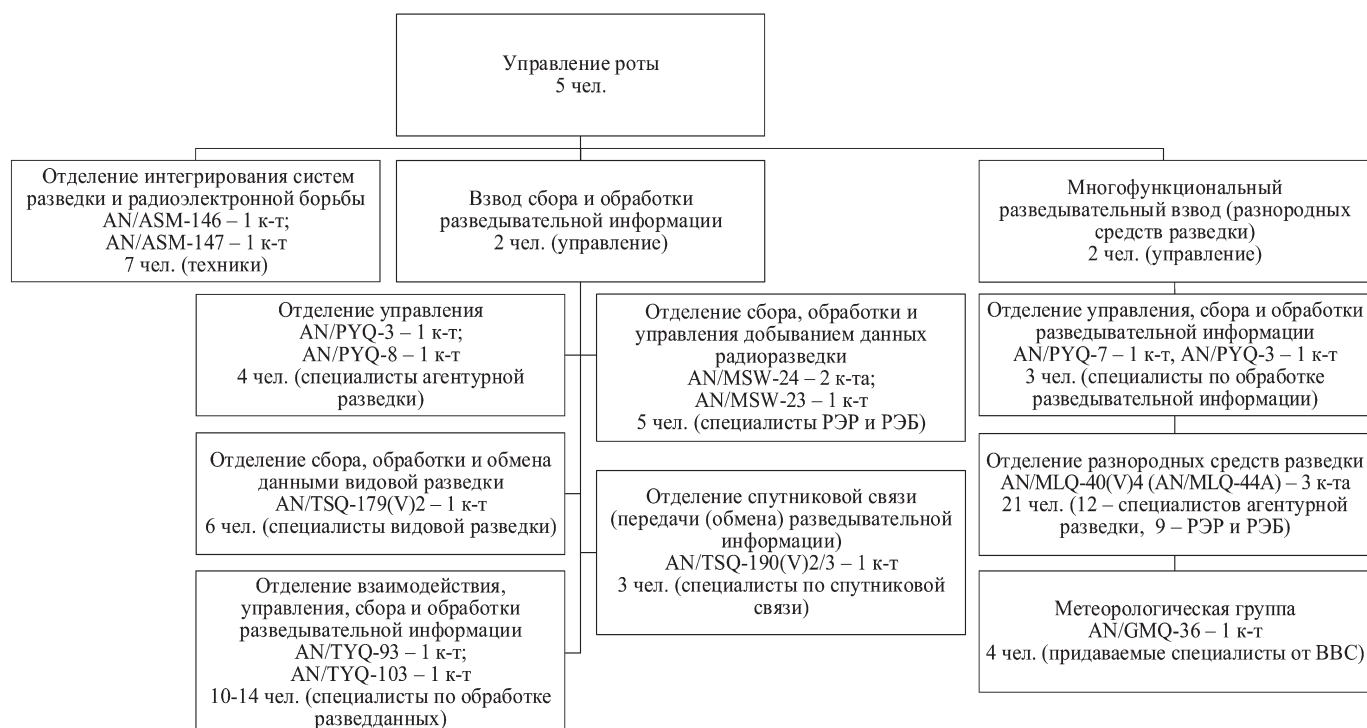 Управление роты
5 чел.
Отделение интегрирования систем
разведки и радиоэлектронной борьбы
AN/ASM-146 – 1 к-т;
AN/ASM-147 – 1 к-т
7 чел. (техники)
Взвод сбора и обработки
разведывательной информации
2 чел. (управление)
Многофункциональный
разведывательный взвод (разнородных
средств разведки)
2 чел. (управление)
Отделение управления
AN/PYQ-3 – 1 к-т;
AN/PYQ-8 – 1 к-т
4 чел. (специалисты агентурной
разведки)
Отделение сбора, обработки и
управления добыванием данных
радиоразведки
AN/MSW-24 – 2 к-та;
AN/MSW-23 – 1 к-т
5 чел. (специалисты РЭР и РЭБ)
Отделение управления, сбора и обработки
разведывательной информации
AN/PYQ-7 – 1 к-т, AN/PYQ-3 – 1 к-т
3 чел. (специалисты по обработке
разведывательной информации)
Отделение сбора, обработки и обмена
данными видовой разведки
AN/TSQ-179(V)2 – 1 к-т
6 чел. (специалисты видовой разведки)
Отделение спутниковой связи
(передачи (обмена) разведывательной
информации)
AN/TSQ-190(V)2/3 – 1 к-т
3 чел. (специалисты по спутниковой
связи)
Отделение разнородных средств разведки
AN/MLQ-40(V)4 (AN/MLQ-44A) – 3 к-та
21 чел. (12 – специалистов агентурной
разведки, 9 – РЭР и РЭБ)
Отделение взаимодействия,
управления, сбора и обработки
разведывательной информации
AN/TYQ-93 – 1 к-т;
AN/TYQ-103 – 1 к-т
10-14 чел. (специалисты по обработке
разведданных)
Метеорологическая группа
AN/GMQ-36 – 1 к-т
4 чел. (придаваемые специалисты от ВВС)